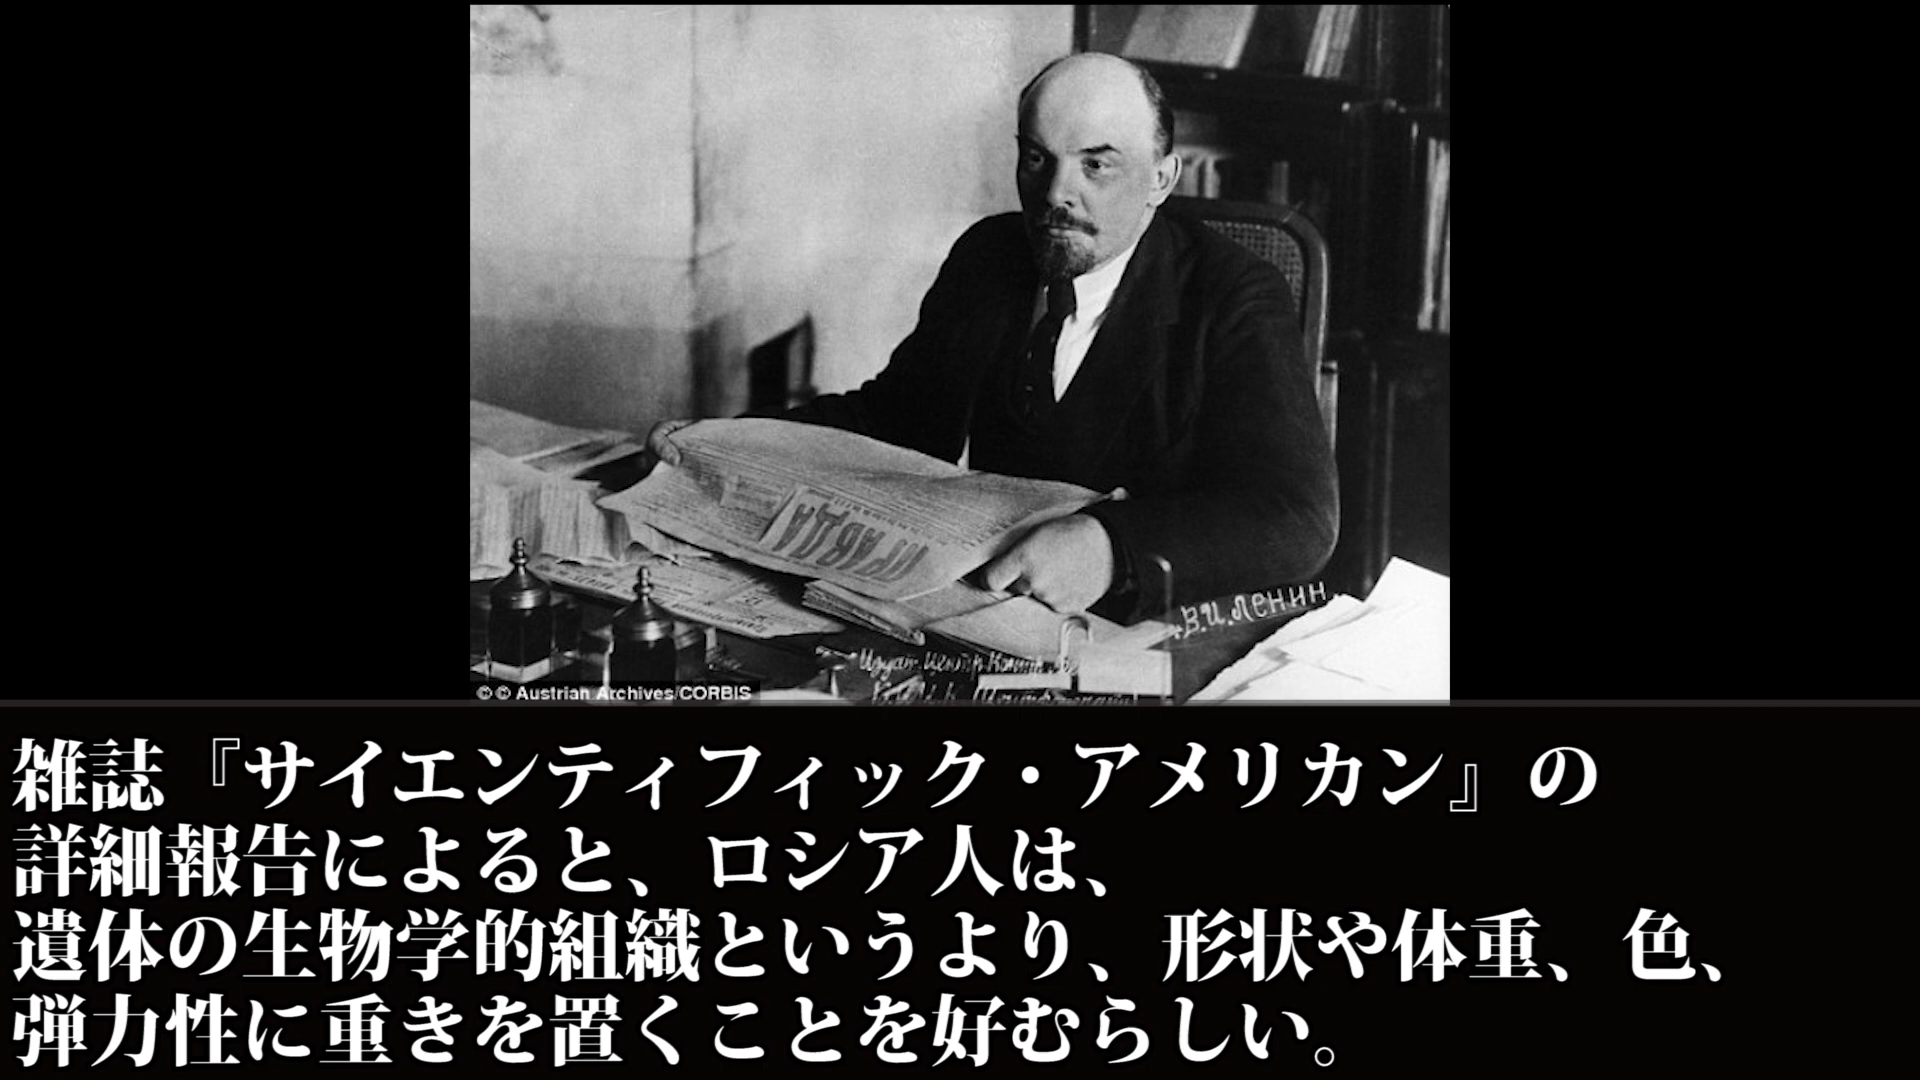 ПРАВДА
В.И.ЛЕНИН
© © Austrian Archives/CORBIS
雑誌『サイエンティフィック・アメリカン』の
詳細報告によると、ロシア人は、
遺体の生物学的組織というより、形状や体重、色、
弾力性に重きを置くことを好むらしい。